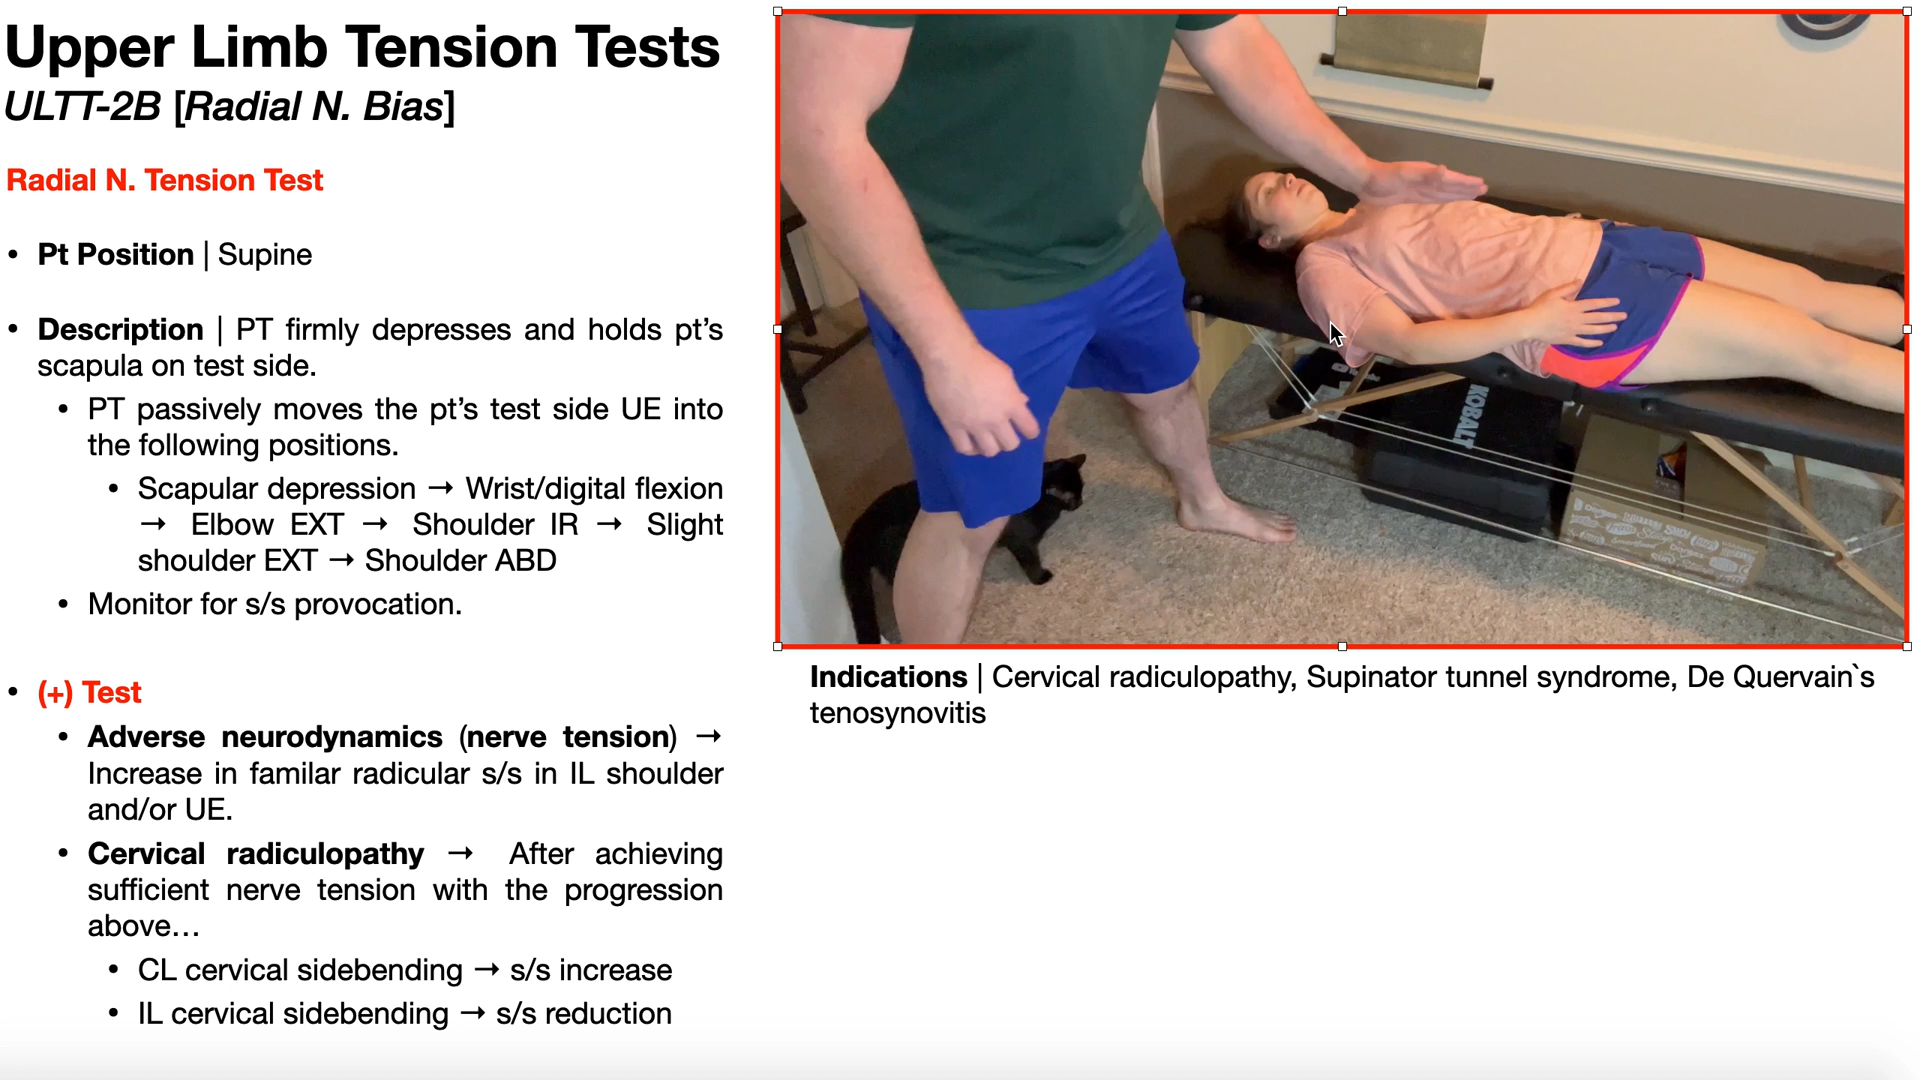 Upper Limb Tension Tests
ULTT-2B [Radial N. Bias]
Radial N. Tension Test
• Pt Position | Supine
• Description | PT firmly depresses and holds pt’s
scapula on test side.
• PT passively moves the pt’s test side UE into
the following positions.
• Scapular depression → Wrist/digital flexion
→ Elbow EXT → Shoulder IR → Slight
shoulder EXT → Shoulder ABD
• Monitor for s/s provocation.
• (+) Test
• Adverse neurodynamics (nerve tension) →
Increase in familar radicular s/s in IL shoulder
and/or UE.
• Cervical radiculopathy → After achieving
sufficient nerve tension with the progression
above…
• CL cervical sidebending → s/s increase
• IL cervical sidebending → s/s reduction
KOBALT
Indications | Cervical radiculopathy, Supinator tunnel syndrome, De Quervain`s
tenosynovitis